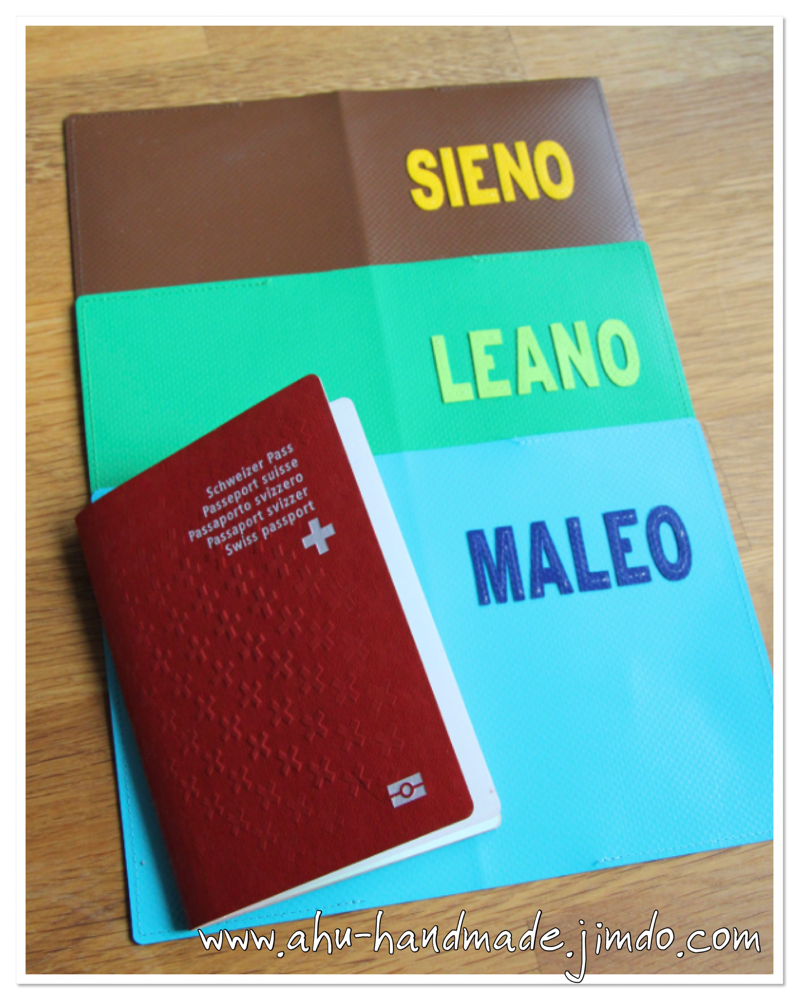 SIENO
LEANO
MALEO
Schweizer Pass
Passeport suisse
Passaporto svizzero
Passaport svizzer
Swiss passport
www.ahu-handmade.jimdo.com